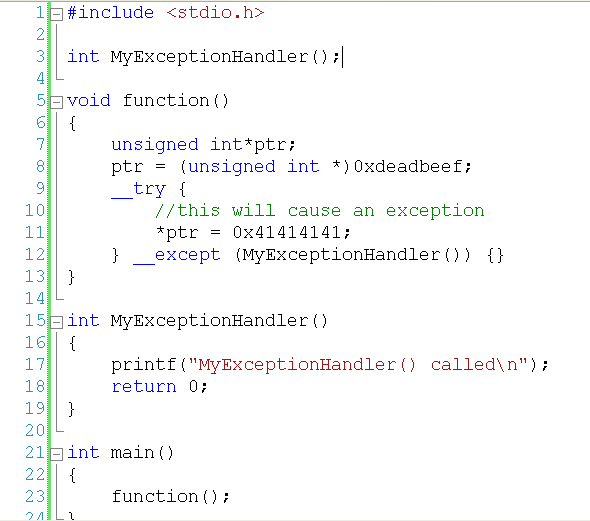 1 #include <stdio.h>
2
3 int MyExceptionHandler();
4
5 void function()
6 {
7 unsigned int*ptr;
8 ptr = (unsigned int *)0xdeadbeef;
9 __try {
10 //this will cause an exception
11 *ptr = 0x41414141;
12 } __except (MyExceptionHandler()) {}
13 }
14
15 int MyExceptionHandler()
16 {
17 printf("MyExceptionHandler() called\n");
18 return 0;
19 }
20
21 int main()
22 {
23 function();
24 }